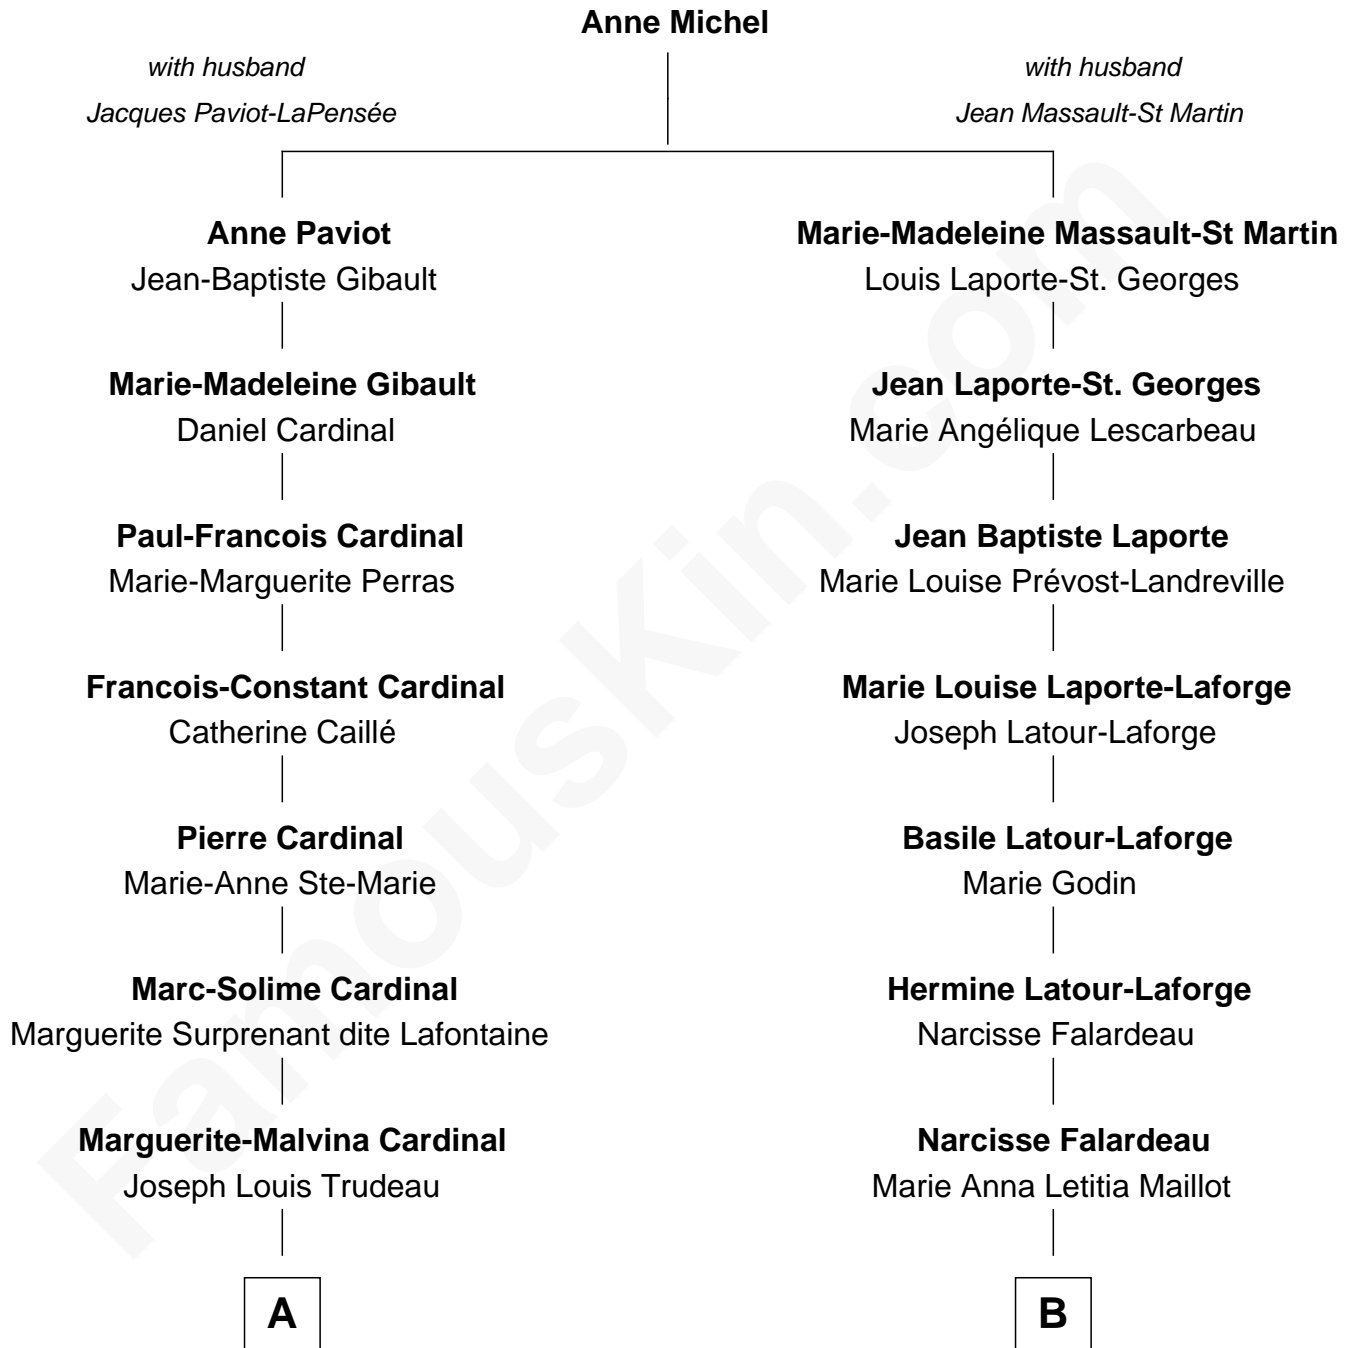 Anne Michel
with husband
Jacques Paviot-LaPensée
with husband
Jean Massault-St Martin
Anne Paviot
Jean-Baptiste Gibault
Marie-Madeleine Massault-St Martin
Louis Laporte-St. Georges
Marie-Madeleine Gibault
Daniel Cardinal
Jean Laporte-St. Georges
Marie Angélique Lescarbeau
Paul-Francois Cardinal
Marie-Marguerite Perras
Jean Baptiste Laporte
Marie Louise Prévost-Landreville
Francois-Constant Cardinal
Catherine Caillé
Marie Louise Laporte-Laforge
Joseph Latour-Laforge
Pierre Cardinal
Marie-Anne Ste-Marie
Basile Latour-Laforge
Marie Godin
Marc-Solime Cardinal
Marguerite Surprenant dite Lafontaine
Hermine Latour-Laforge
Narcisse Falardeau
Marguerite-Malvina Cardinal
Joseph Louis Trudeau
Narcisse Falardeau
Marie Anna Letitia Maillot
A
B
FamousKin.com